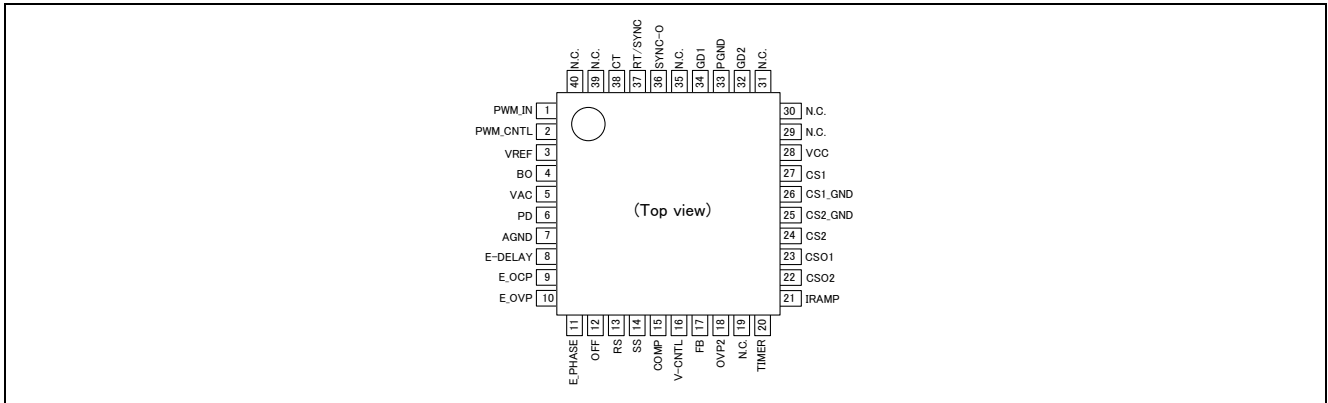 N.C.
N.C.
CT
RT/SYNC
SYNC-O
N.C.
GD1
PGND
GD2
N.C.
40 39 38 37 36 35 34 33 32 31
PWM_IN 1
PWM_CNTL 2
VREF 3
BO 4
VAC 5
PD 6
AGND 7
E-DELAY 8
E_OCP 9
E_OVP 10
(Top view)
30 N.C.
29 N.C.
28 VCC
27 CS1
26 CS1_GND
25 CS2_GND
24 CS2
23 CSO1
22 CSO2
21 IRAMP
11 12 13 14 15 16 17 18 19 20
E_PHASE
OFF
RS
SS
COMP
V-CNTL
FB
OVP2
N.C.
TIMER